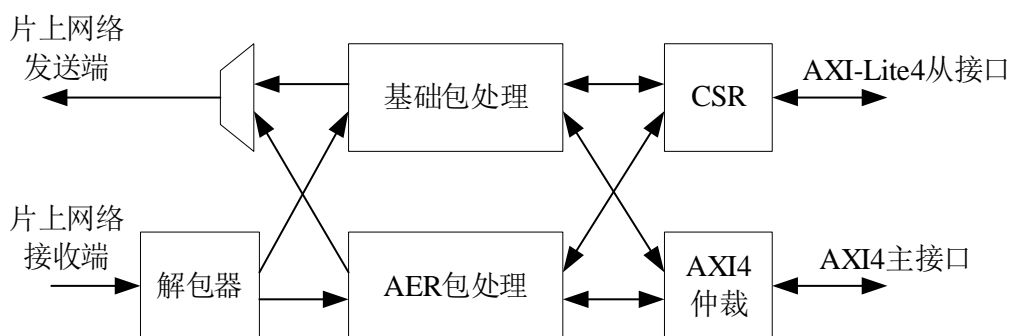 片上网络
发送端
基础包处理
CSR
AXI-Lite4从接口
片上网络
接收端
解包器
AER包处理
AXI4
仲裁
AXI4主接口